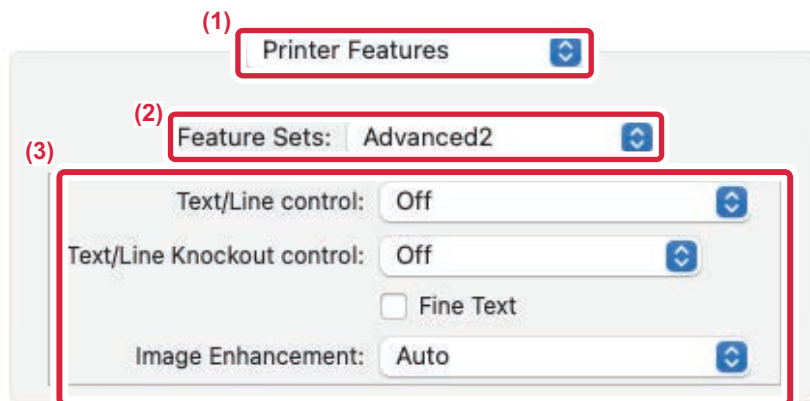 (1)
Printer Features
(2)
Feature Sets: Advanced2
(3)
Text/Line control: Off
Text/Line Knockout control: Off
Fine Text
Image Enhancement: Auto